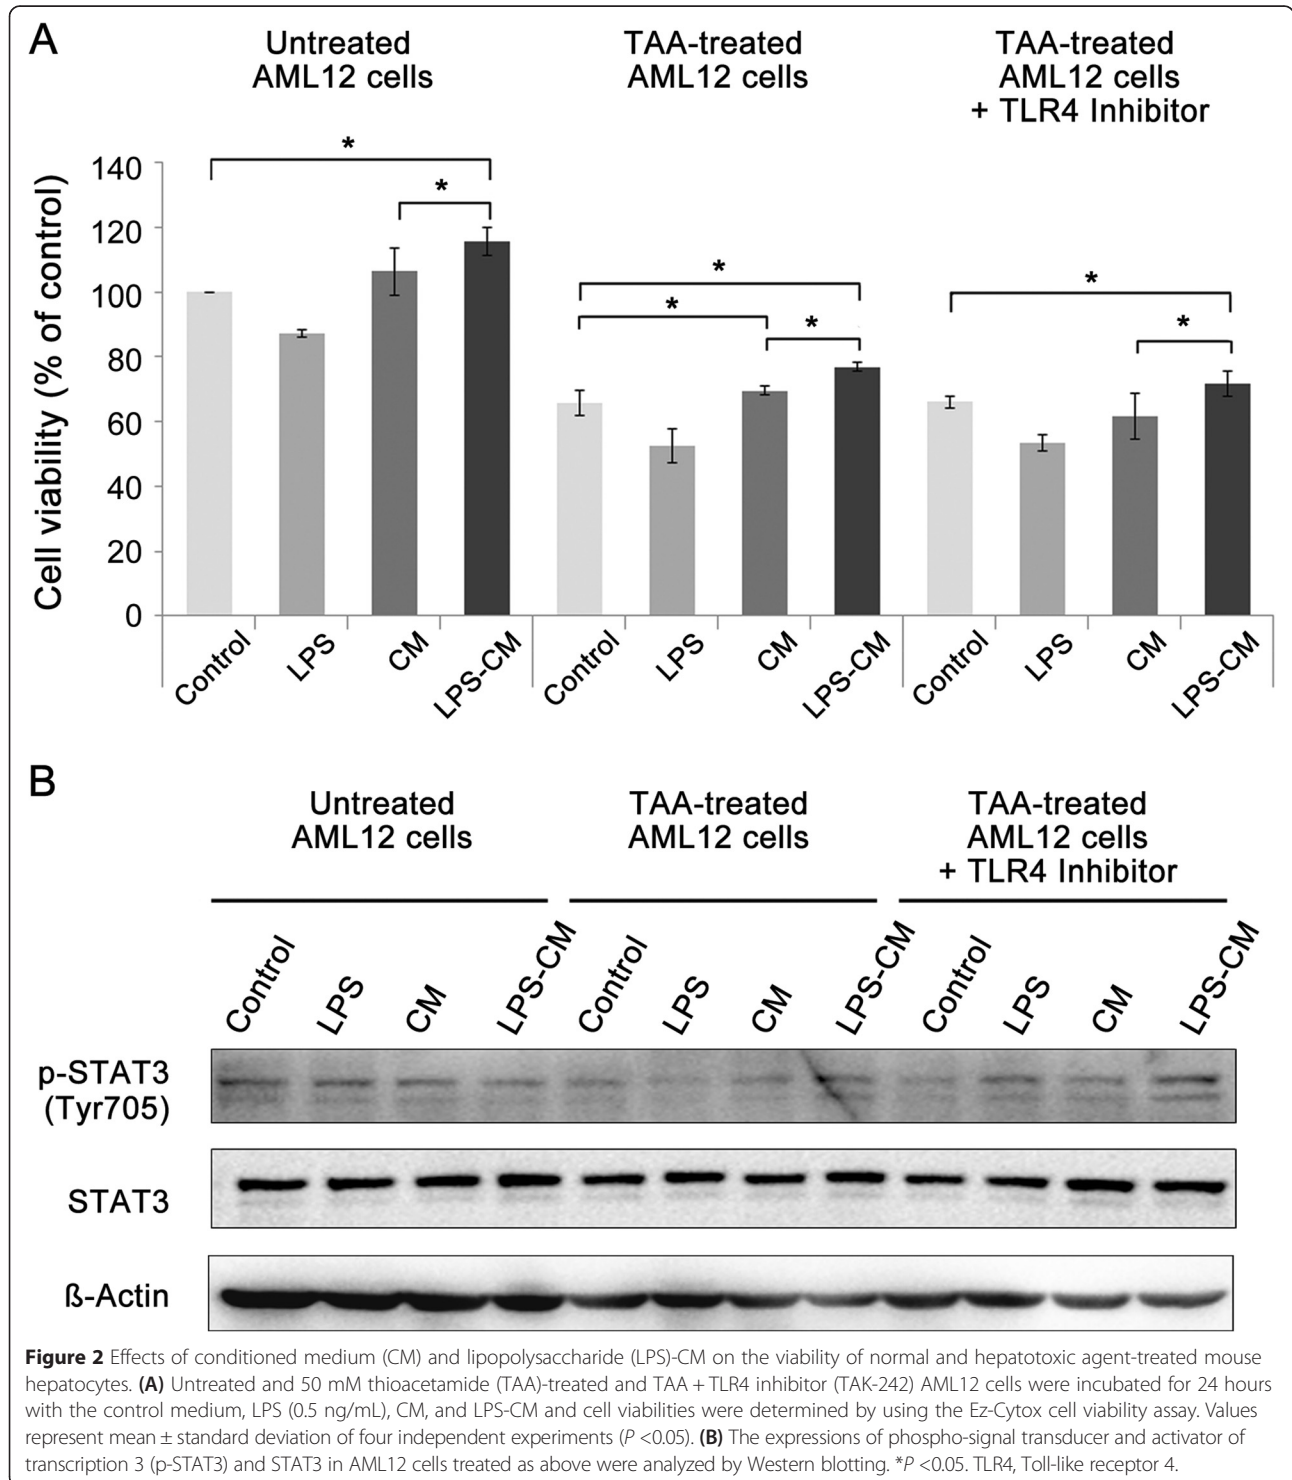 A
Untreated
AML12 cells
TAA-treated
AML12 cells
TAA-treated
AML12 cells
+ TLR4 Inhibitor
Cell viability (% of control)
140
120
100
80
60
40
20
0
*
*
*
*
*
*
*
Control
LPS
CM
LPS-CM
Control
LPS
CM
LPS-CM
Control
LPS
CM
LPS-CM
B
Untreated
AML12 cells
TAA-treated
AML12 cells
TAA-treated
AML12 cells
+ TLR4 Inhibitor
Control
LPS
CM
LPS-CM
Control
LPS
CM
LPS-CM
Control
LPS
CM
LPS-CM
p-STAT3
(Tyr705)
STAT3
ß-Actin
Figure 2 Effects of conditioned medium (CM) and lipopolysaccharide (LPS)-CM on the viability of normal and hepatotoxic agent-treated mouse
hepatocytes. (A) Untreated and 50 mM thioacetamide (TAA)-treated and TAA + TLR4 inhibitor (TAK-242) AML12 cells were incubated for 24 hours
with the control medium, LPS (0.5 ng/mL), CM, and LPS-CM and cell viabilities were determined by using the Ez-Cytox cell viability assay. Values
represent mean ± standard deviation of four independent experiments (P <0.05). (B) The expressions of phospho-signal transducer and activator of
transcription 3 (p-STAT3) and STAT3 in AML12 cells treated as above were analyzed by Western blotting. *P <0.05. TLR4, Toll-like receptor 4.